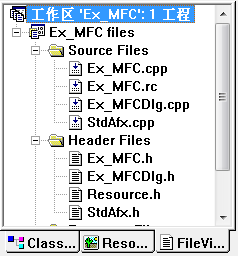 工作区 'Ex_MFC': 1 工程
Ex_MFC files
Source Files
Ex_MFC.cpp
Ex_MFC.rc
Ex_MFCDlg.cpp
StdAfx.cpp
Header Files
Ex_MFC.h
Ex_MFCDlg.h
Resource.h
StdAfx.h
Class... Reso... FileVi...